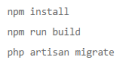 npm install
npm run build
php artisan migrate